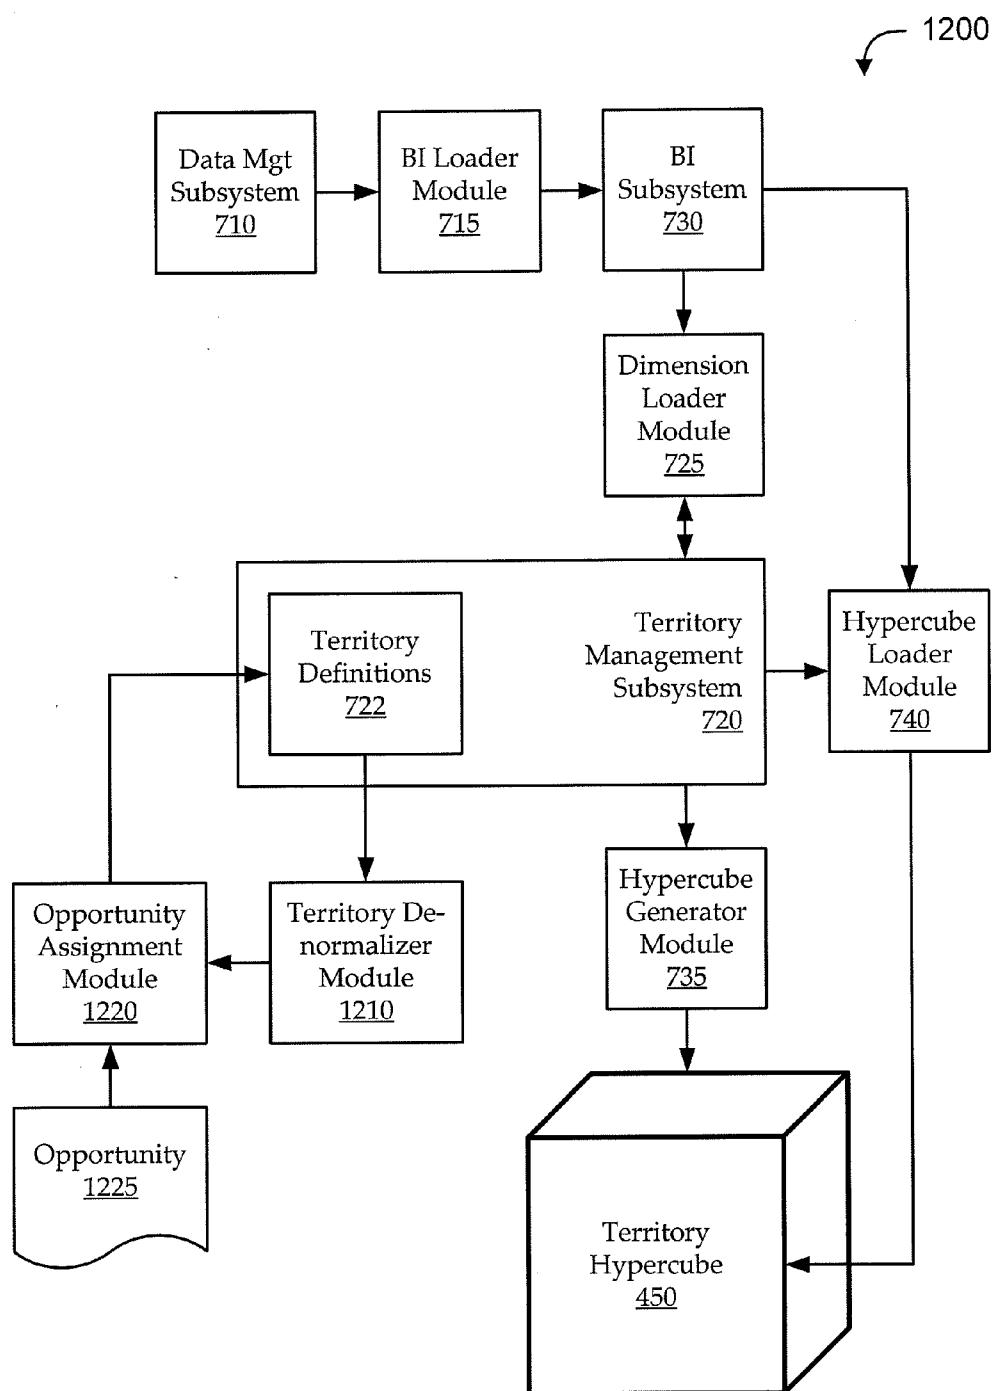 1200
Data Mgt
Subsystem
710
BI Loader
Module
715
BI
Subsystem
730
Dimension
Loader
Module
725
Territory
Definitions
722
Territory
Management
Subsystem
720
Hypercube
Loader
Module
740
Opportunity
Assignment
Module
1220
Territory De-
normalizer
Module
1210
Hypercube
Generator
Module
735
Opportunity
1225
Territory
Hypercube
450